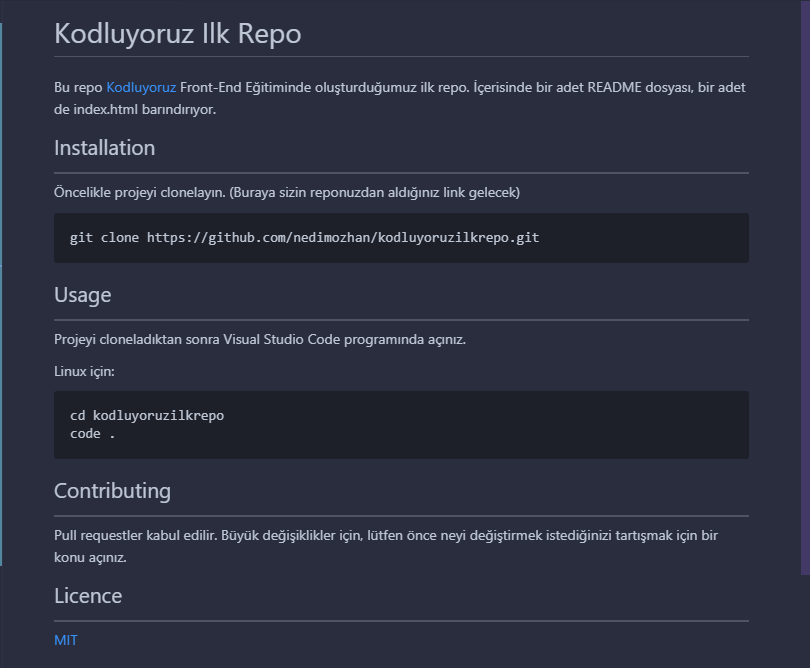 Kodluyoruz Ilk Repo
Bu repo Kodluyoruz Front-End Eğitiminde oluşturduğumuz ilk repo. İçerisinde bir adet README dosyası, bir adet
de index.html barındırıyor.
Installation
Öncelikle projeyi clonelayın. (Buraya sizin reponuzdan aldığınız link gelecek)
git clone https://github.com/nedimozhan/kodluyoruzilkrepo.git
Usage
Projeyi cloneladıktan sonra Visual Studio Code programında açınız.
Linux için:
cd kodluyoruzilkrepo
code .
Contributing
Pull requestler kabul edilir. Büyük değişiklikler için, lütfen önce neyi değiştirmek istediğinizi tartışmak için bir
konu açınız.
Licence
MIT